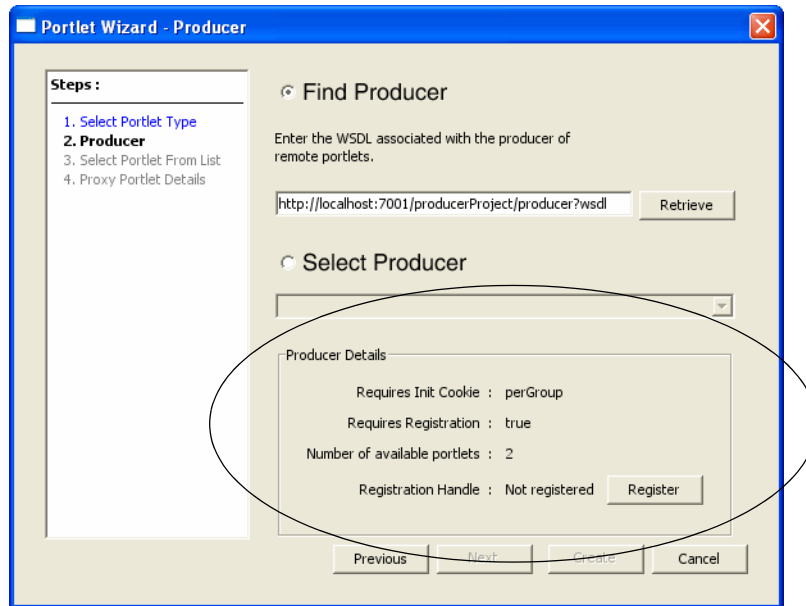 Portlet Wizard - Producer
Steps :
1. Select Portlet Type
2. Producer
3. Select Portlet From List
4. Proxy Portlet Details
Find Producer
Enter the WSDL associated with the producer of
remote portlets.
http://localhost:7001/producerProject/producer?wsdl
Retrieve
Select Producer
Producer Details
Requires Init Cookie : perGroup
Requires Registration : true
Number of available portlets : 2
Registration Handle : Not registered Register
Previous Next Create Cancel